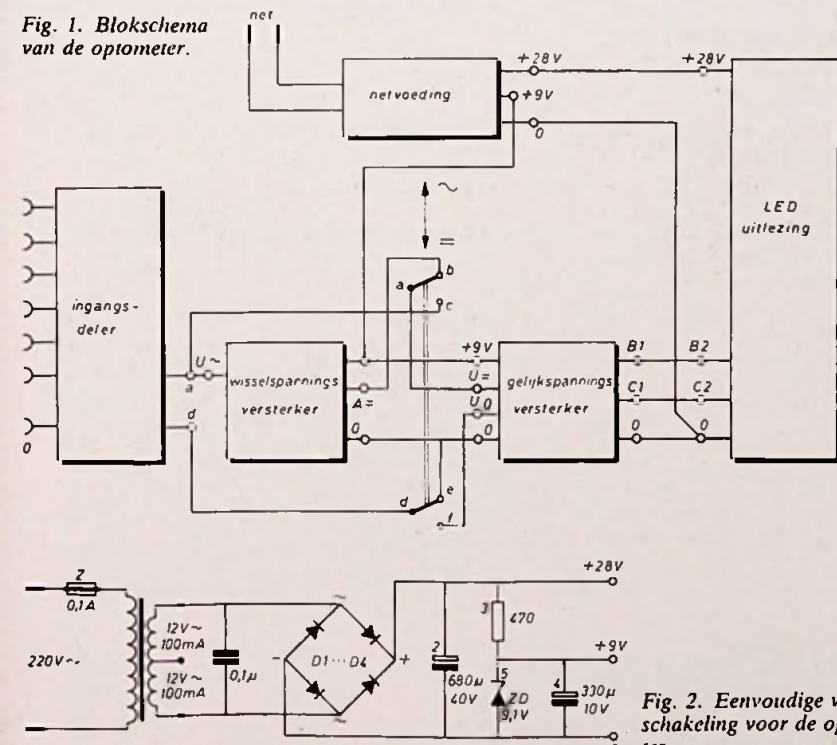 Fig. 1. Blokschema
van de optometer.
net
netvoeding
+28V
+9V
0
+28V
LED
uitlezing
~
=
a
b
c
ingangs-
deler
0
U~
a
d
wisselspannings
versterker
A=
0
+9V
U=
U0
0
gelijkspannings
versterker
B1
B2
C1
C2
0
0
d
e
f
Z
0,1A
220V~
12V~
100mA
12V~
100mA
0,1µ
~
-
D1...D4
+
~
2
680µ
40V
3
470
5
ZD
9,1V
4
330µ
10V
+28V
+9V
0
Fig. 2. Eenvoudige
schakeling voor de